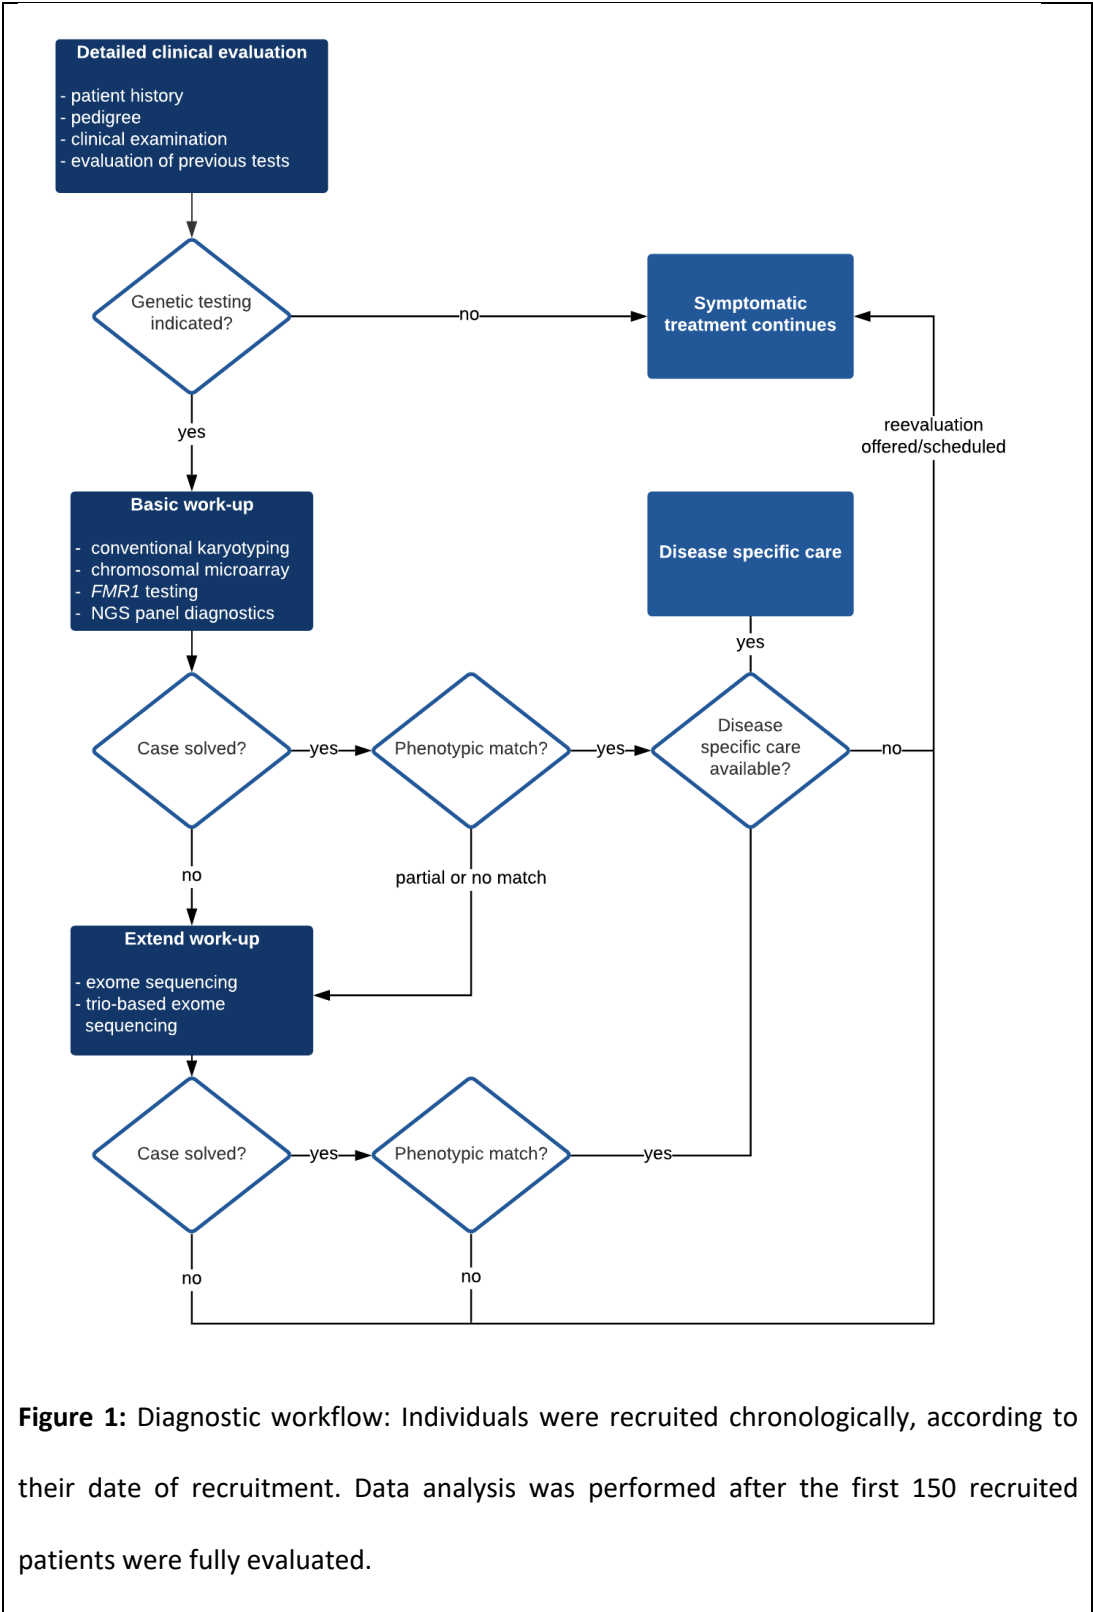 Detailed clinical evaluation
- patient history
- pedigree
- clinical examination
- evaluation of previous tests
Genetic testing
indicated?
no
Symptomatic
treatment continues
yes
reevaluation
offered/scheduled
Basic work-up
- conventional karyotyping
- chromosomal microarray
- FMR1 testing
- NGS panel diagnostics
Disease specific care
yes
Case solved?
yes
Phenotypic match?
yes
Disease
specific care
available?
no
no
partial or no match
Extend work-up
- exome sequencing
- trio-based exome
sequencing
Case solved?
yes
Phenotypic match?
yes
no
no
Figure 1: Diagnostic workflow: Individuals were recruited chronologically, according to
their date of recruitment. Data analysis was performed after the first 150 recruited
patients were fully evaluated.